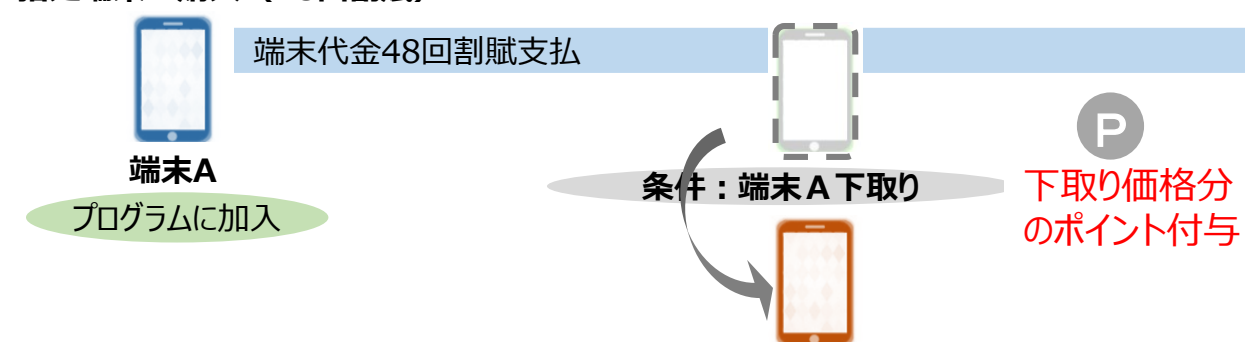 端末代金48回割賦支払
P
端末A
条件：端末Ａ下取り
下取り価格分
のポイント付与
プログラムに加入